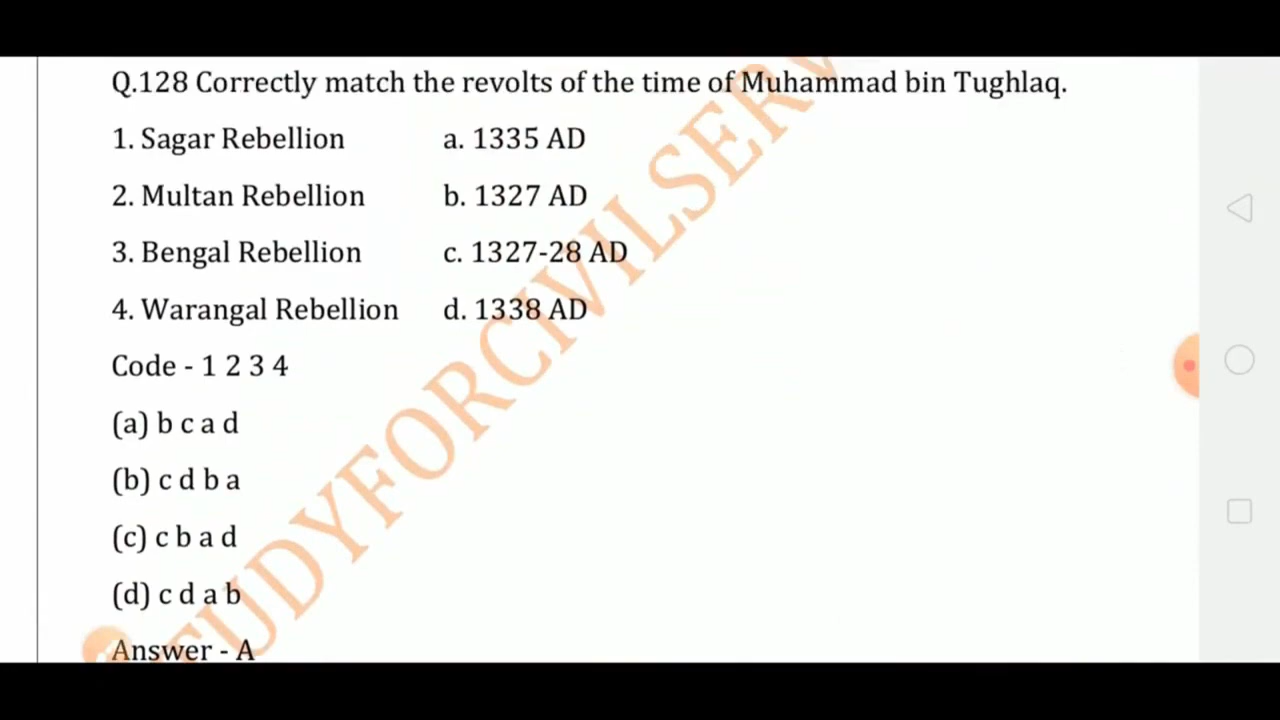 Q.128 Correctly match the revolts of the time of Muhammad bin Tughlaq.
1. Sagar Rebellion a. 1335 AD
2. Multan Rebellion b. 1327 AD
3. Bengal Rebellion c. 1327-28 AD
4. Warangal Rebellion d. 1338 AD
Code - 1 2 3 4
(a) b c a d
(b) c d b a
(c) c b a d
(d) c d a b
Answer - A